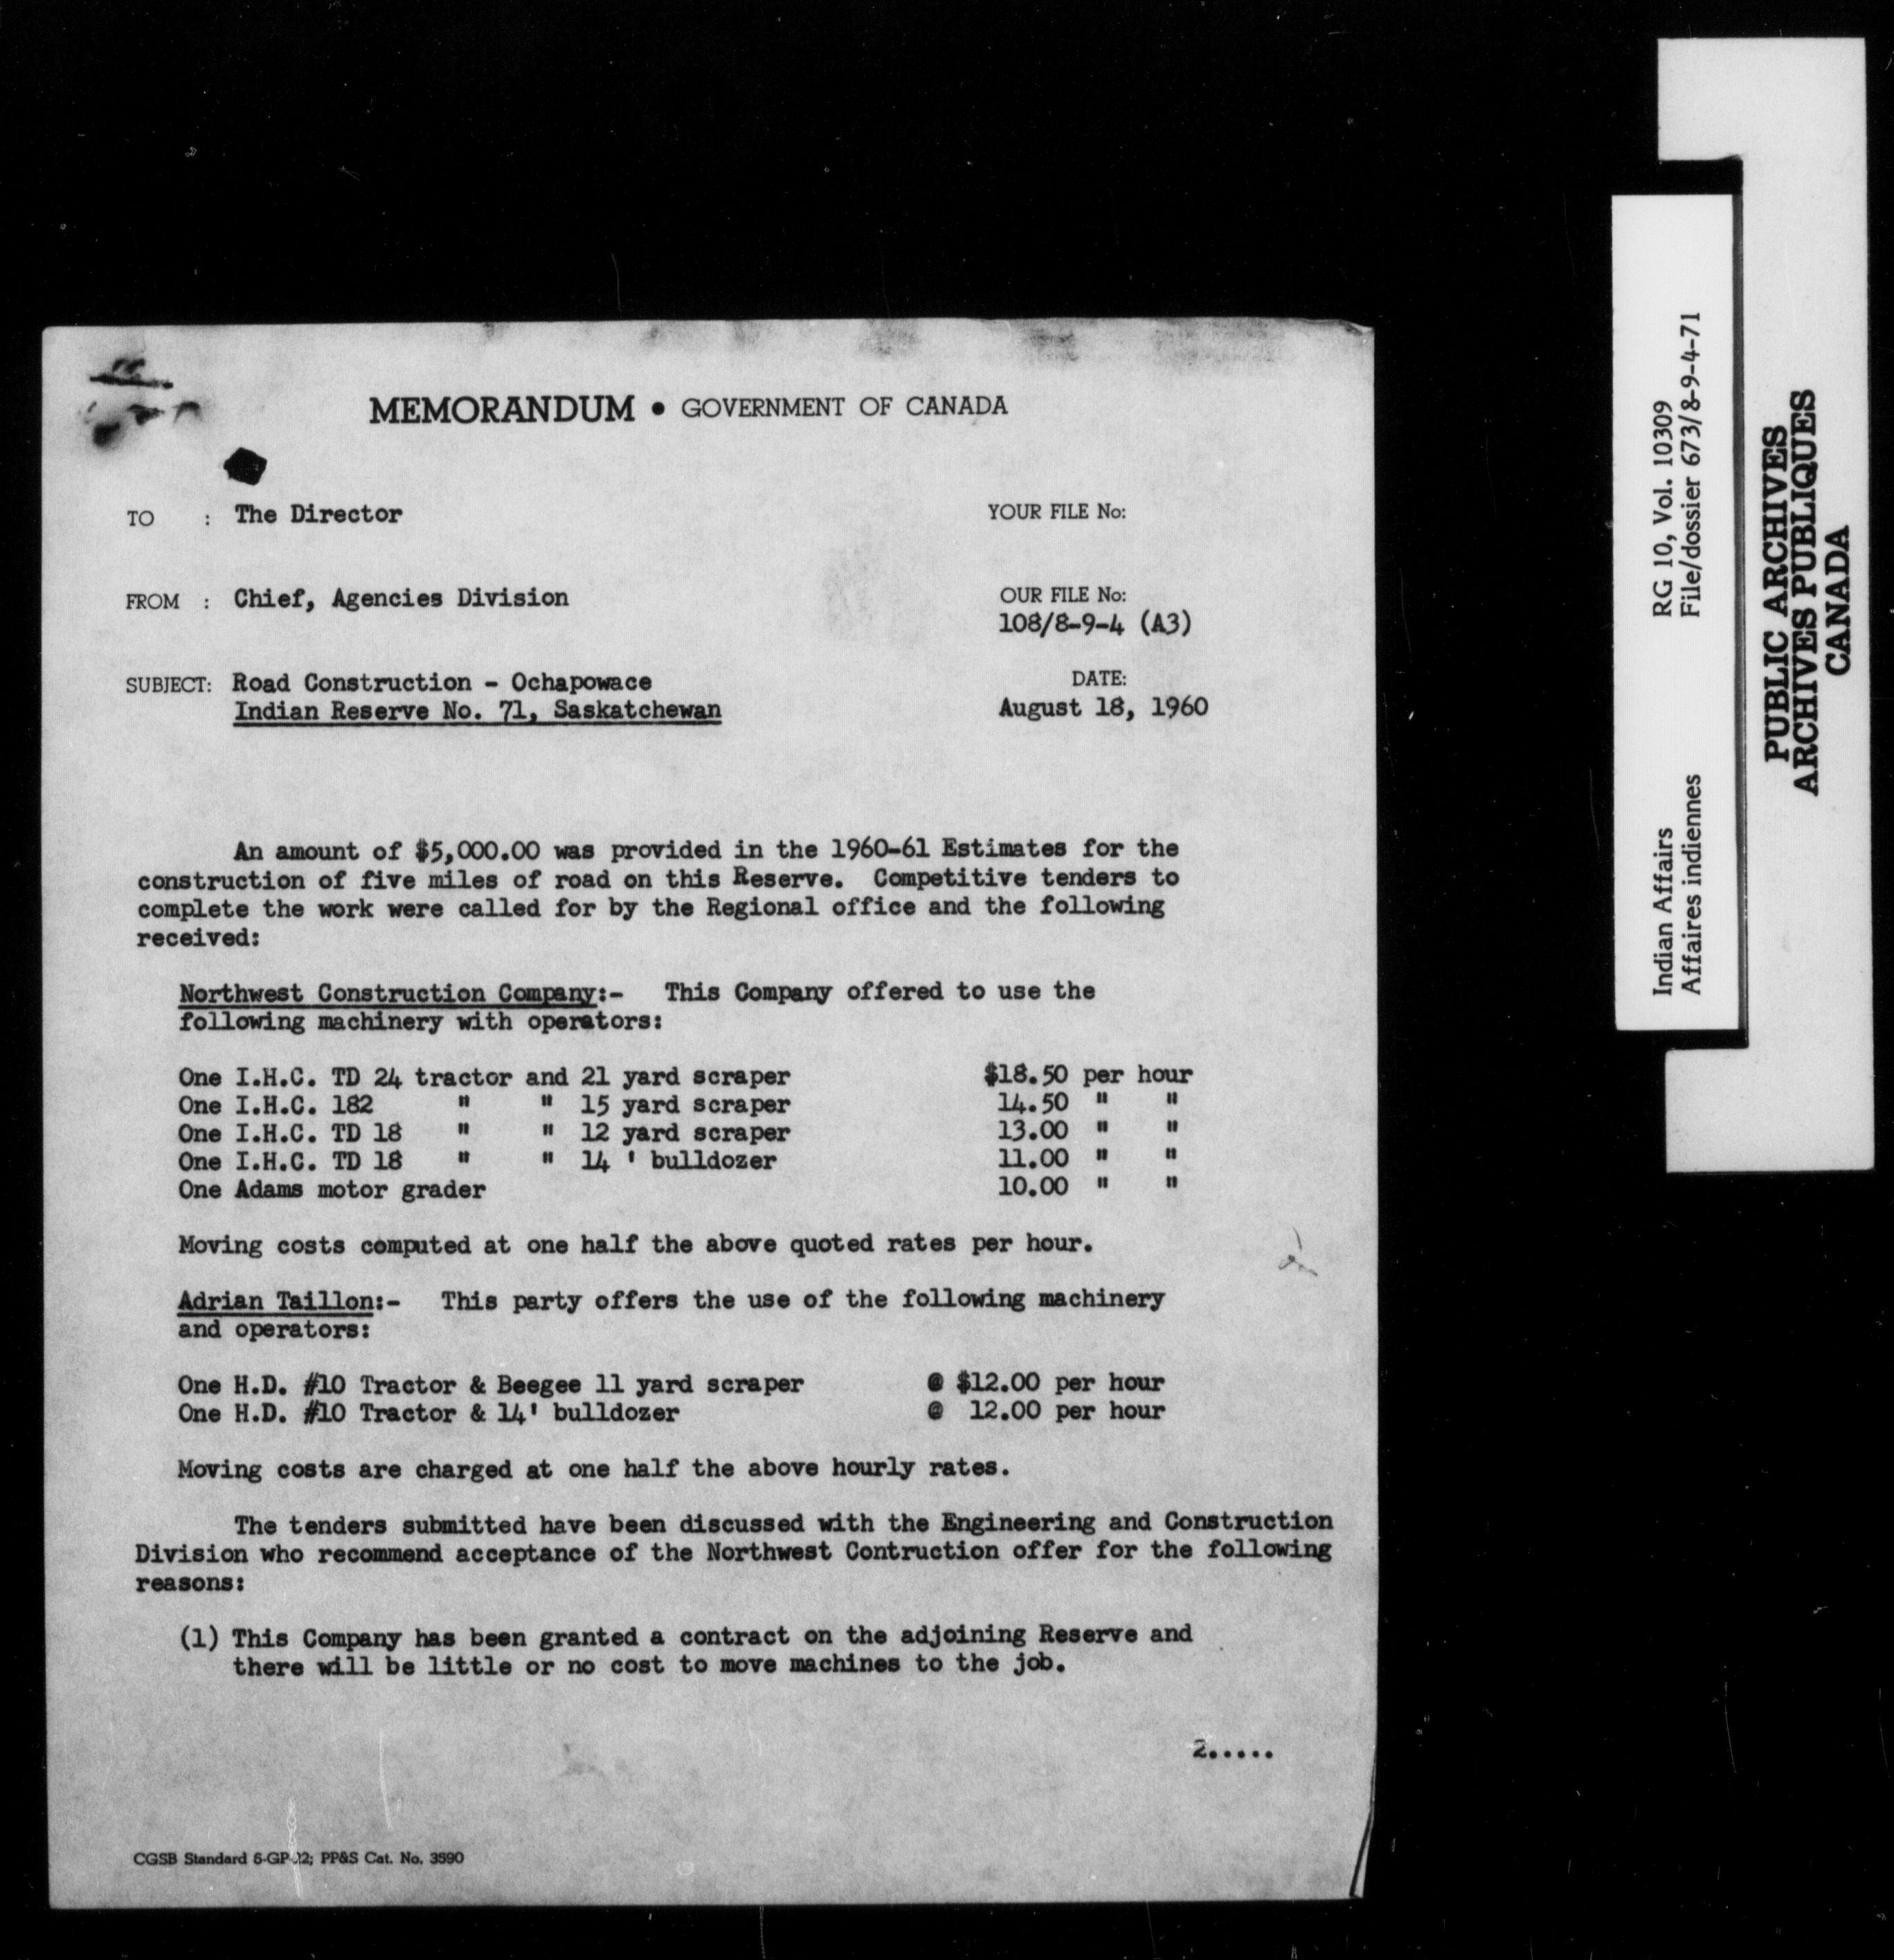 MEMORANDUM • GOVERNMENT OF CANADA
TO : The Director
YOUR FILE No:
FROM : Chief, Agencies Division
OUR FILE No:
108/8-9-4 (A3)
SUBJECT: Road Construction - Ochapowace
Indian Reserve No. 71, Saskatchewan
DATE:
August 18, 1960
An amount of $5,000.00 was provided in the 1960-61 Estimates for the
construction of five miles of road on this Reserve. Competitive tenders to
complete the work were called for by the Regional office and the following
received:
Northwest Construction Company:- This Company offered to use the
following machinery with operators:
One I.H.C. TD 24 tractor and 21 yard scraper $18.50 per hour
One I.H.C. 182 " " 15 yard scraper 14.50 " "
One I.H.C. TD 18 " " 12 yard scraper 13.00 " "
One I.H.C. TD 18 " " 14 ' bulldozer 11.00 " "
One Adams motor grader 10.00 " "
Moving costs computed at one half the above quoted rates per hour.
Adrian Taillon:- This party offers the use of the following machinery
and operators:
One H.D. #10 Tractor & Beegee 11 yard scraper @ $12.00 per hour
One H.D. #10 Tractor & 14' bulldozer @ 12.00 per hour
Moving costs are charged at one half the above hourly rates.
The tenders submitted have been discussed with the Engineering and Construction
Division who recommend acceptance of the Northwest Contruction offer for the following
reasons:
(1) This Company has been granted a contract on the adjoining Reserve and
there will be little or no cost to move machines to the job.
2.....
CGSB Standard 6-GP 22; PP&S Cat. No. 3590
Indian Affairs RG 10, Vol. 10309
Affaires indiennes File/dossier 673/8-9-4-71
PUBLIC ARCHIVES
ARCHIVES PUBLIQUES
CANADA